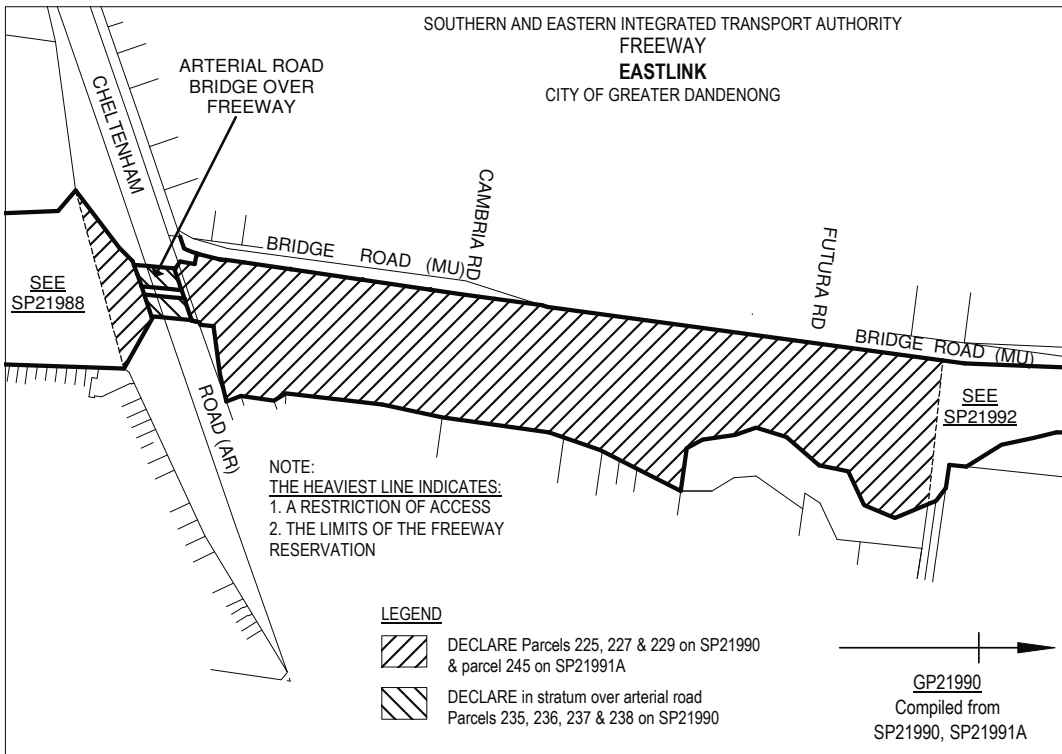 SOUTHERN AND EASTERN INTEGRATED TRANSPORT AUTHORITY
FREEWAY
EASTLINK
CITY OF GREATER DANDENONG
ARTERIAL ROAD
BRIDGE OVER
FREEWAY
CHELTENHAM
ROAD (AR)
BRIDGE ROAD (MU)
CAMBRIA RD
FUTURA RD
BRIDGE ROAD (MU)
SEE
SP21988
SEE
SP21992
NOTE:
THE HEAVIEST LINE INDICATES:
1. A RESTRICTION OF ACCESS
2. THE LIMITS OF THE FREEWAY
RESERVATION
LEGEND
DECLARE Parcels 225, 227 & 229 on SP21990
& parcel 245 on SP21991A
DECLARE in stratum over arterial road
Parcels 235, 236, 237 & 238 on SP21990
GP21990
Compiled from
SP21990, SP21991A